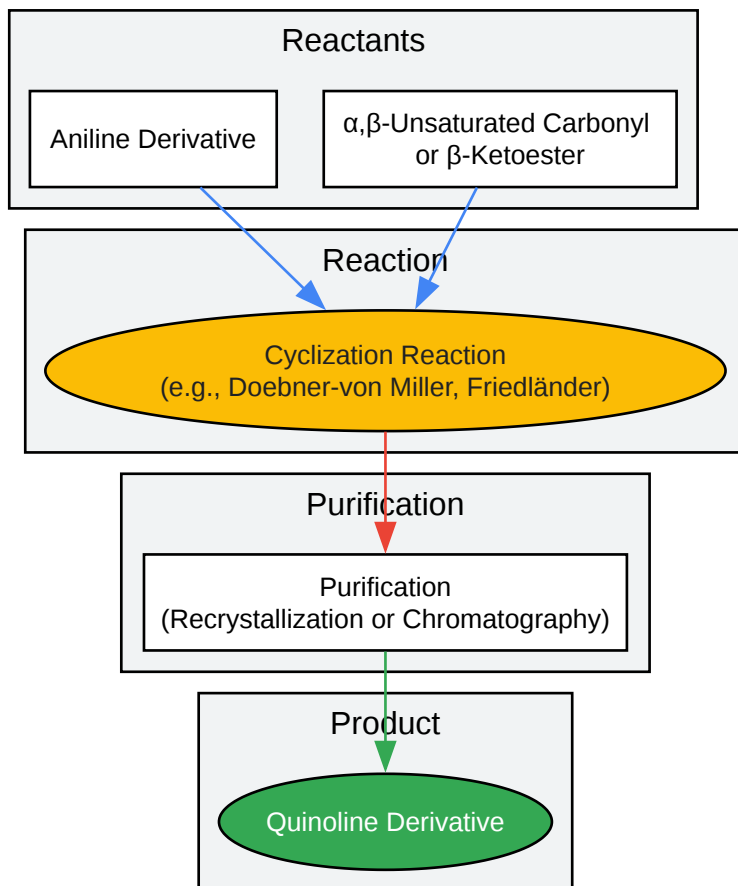 Reactants
Aniline Derivative
α,β-Unsaturated Carbonyl
or β-Ketoester
Reaction
Cyclization Reaction
(e.g., Doebner-von Miller, Friedländer)
Purification
Purification
(Recrystallization or Chromatography)
Product
Quinoline Derivative